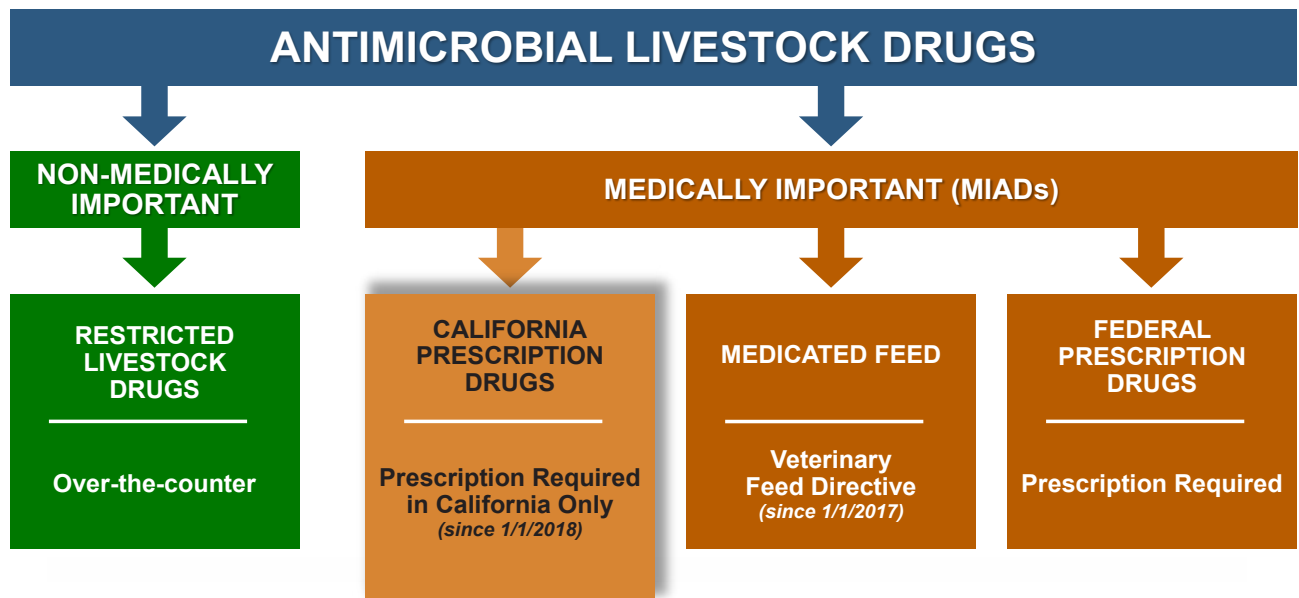 ANTIMICROBIAL LIVESTOCK DRUGS
NON-MEDICALLY
IMPORTANT
MEDICALLY IMPORTANT (MIADs)
RESTRICTED
LIVESTOCK
DRUGS
Over-the-counter
CALIFORNIA
PRESCRIPTION
DRUGS
Prescription Required
in California Only
(since 1/1/2018)
MEDICATED FEED
Veterinary
Feed Directive
(since 1/1/2017)
FEDERAL
PRESCRIPTION
DRUGS
Prescription Required